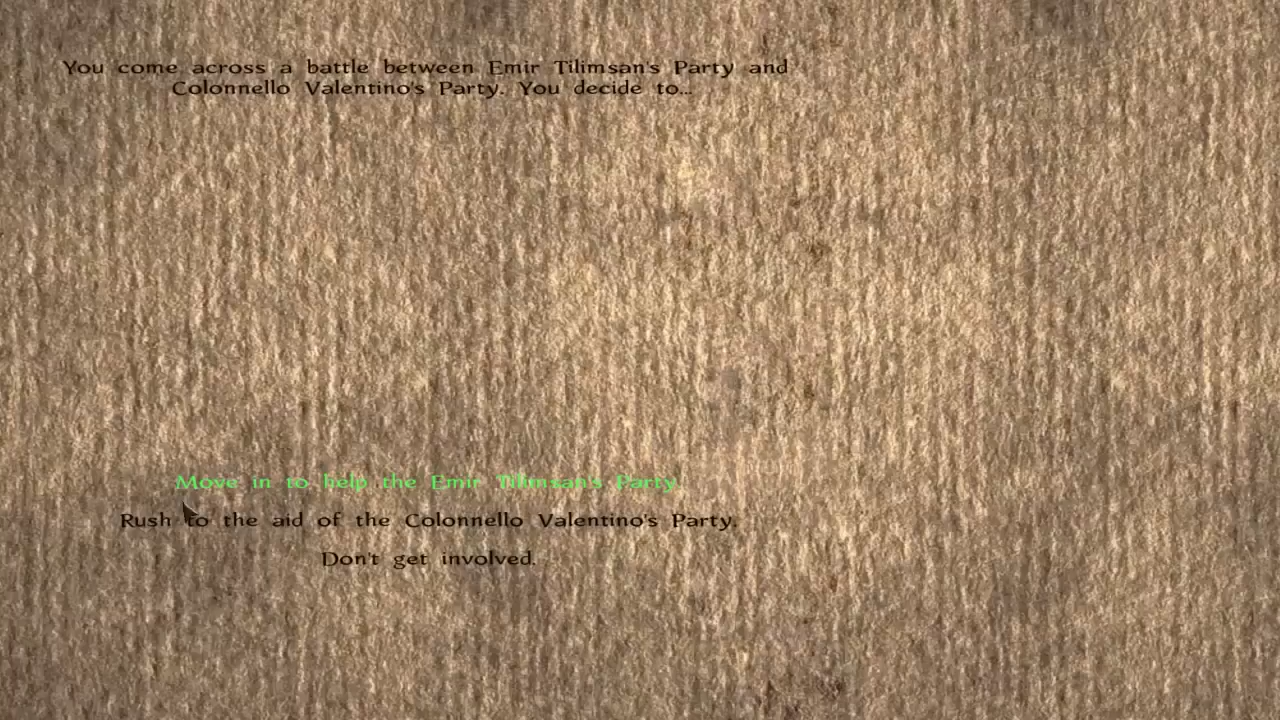 You come across a battle between Emir Tilimsan's Party and
Colonnello Valentino's Party. You decide to...
Move in to help the Emir Tilimsan's Party.
Rush to the aid of the Colonnello Valentino's Party.
Don't get involved.